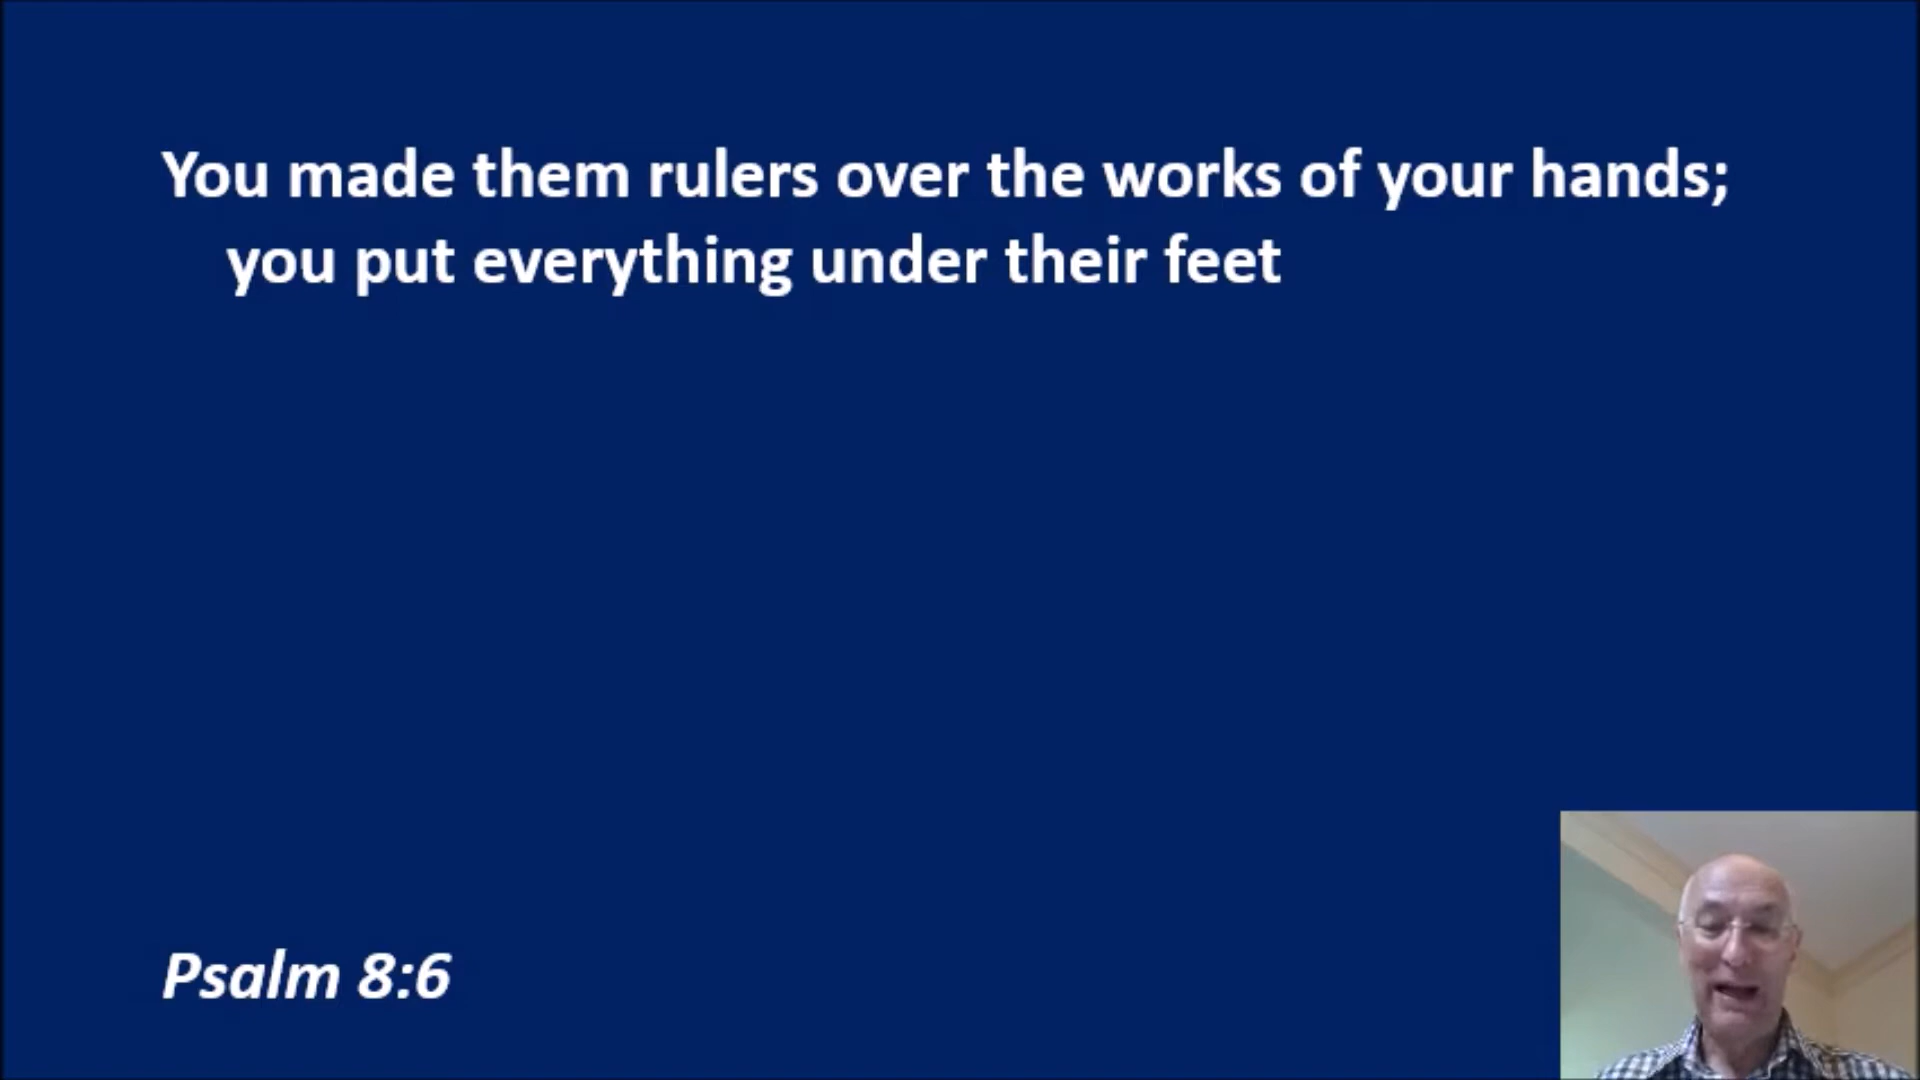 You made them rulers over the works of your hands;
you put everything under their feet
Psalm 8:6